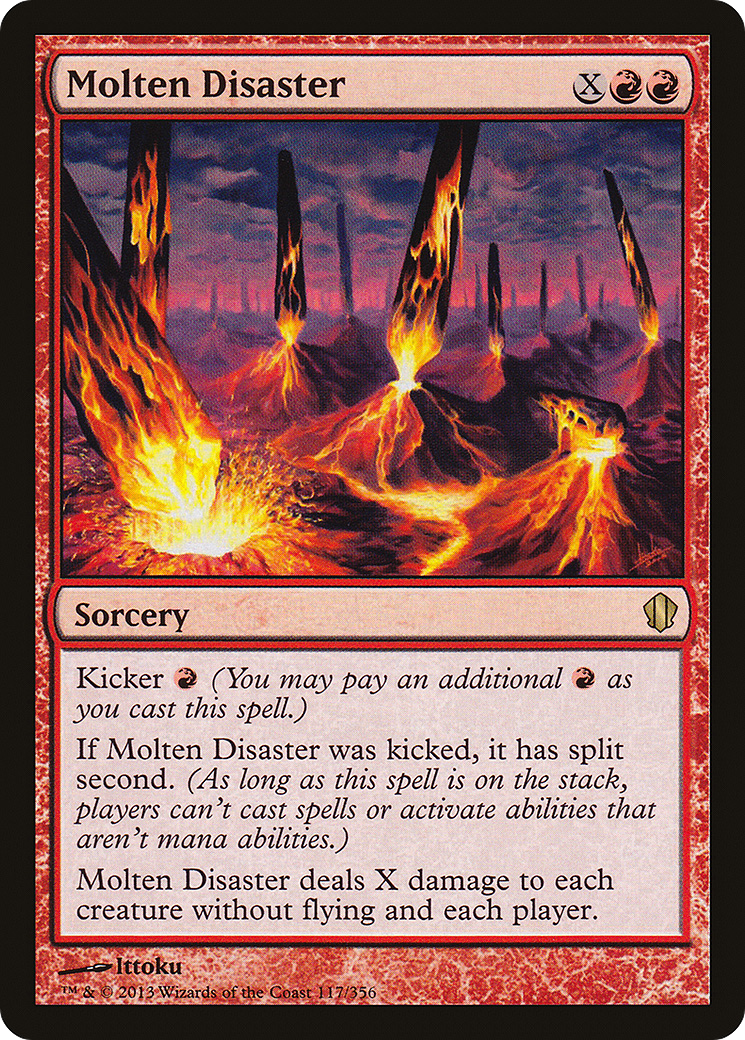 Molten Disaster X
Sorcery
Kicker (You may pay an additional as
you cast this spell.)
If Molten Disaster was kicked, it has split
second. (As long as this spell is on the stack,
players can't cast spells or activate abilities that
aren't mana abilities.)
Molten Disaster deals X damage to each
creature without flying and each player.
Ittoku
™ & © 2013 Wizards of the Coast 117/356